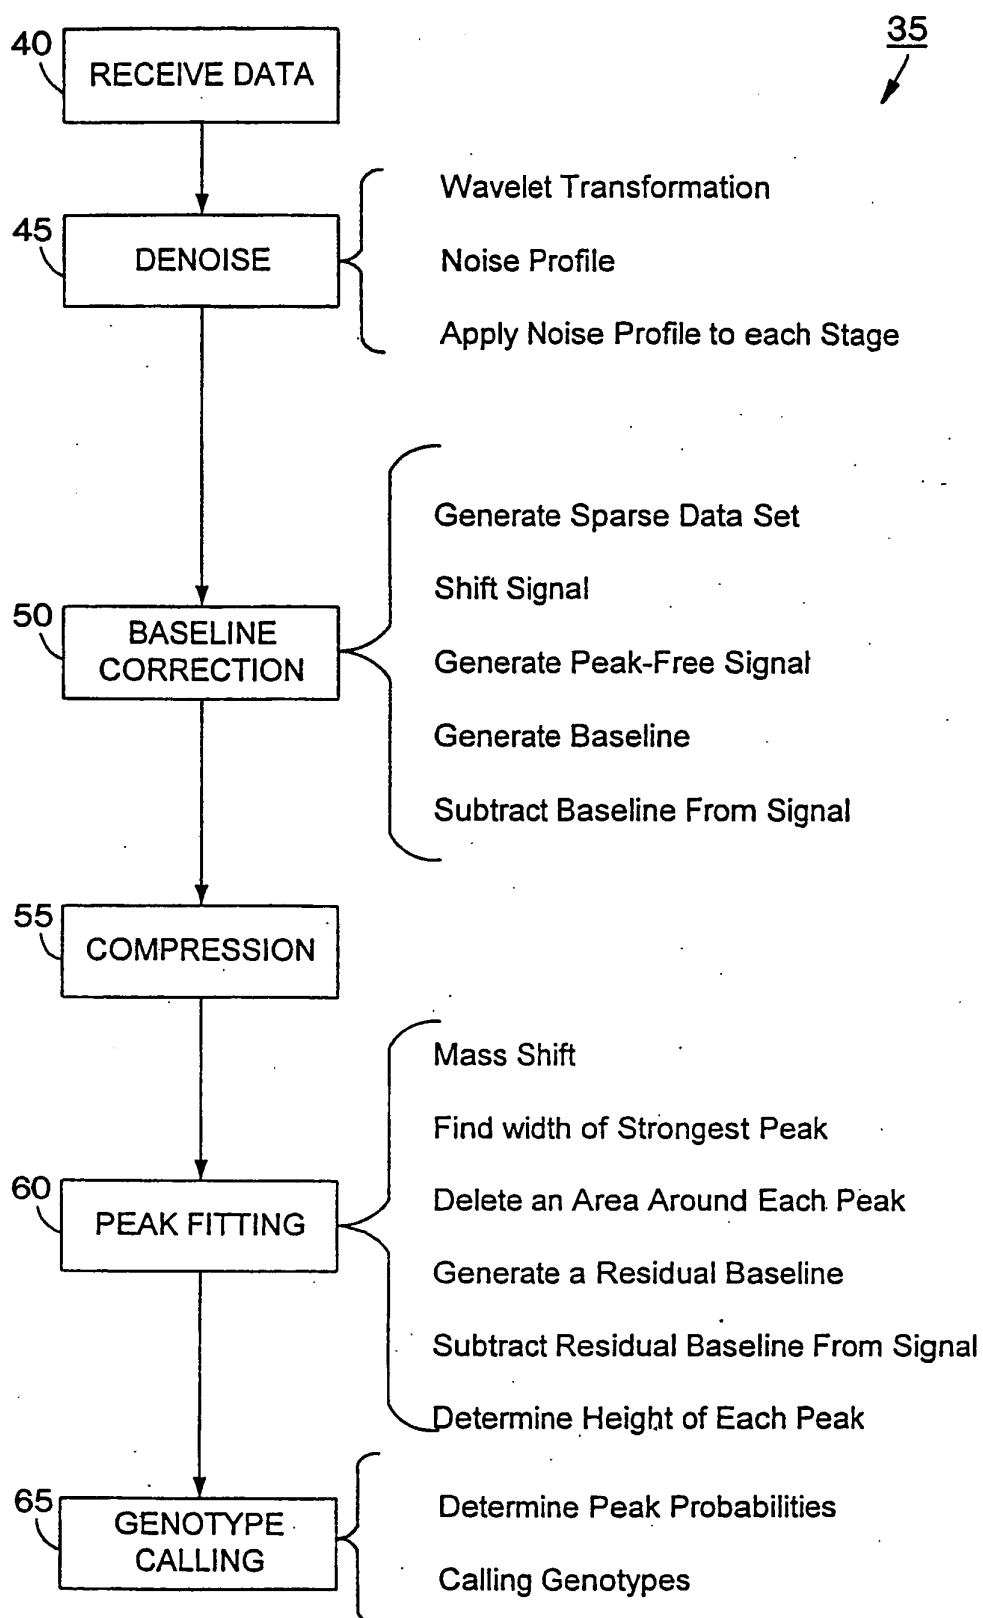 35
40
RECEIVE DATA
45
DENOISE
Wavelet Transformation
Noise Profile
Apply Noise Profile to each Stage
50
BASELINE
CORRECTION
Generate Sparse Data Set
Shift Signal
Generate Peak-Free Signal
Generate Baseline
Subtract Baseline From Signal
55
COMPRESSION
60
PEAK FITTING
Mass Shift
Find width of Strongest Peak
Delete an Area Around Each Peak
Generate a Residual Baseline
Subtract Residual Baseline From Signal
Determine Height of Each Peak
65
GENOTYPE
CALLING
Determine Peak Probabilities
Calling Genotypes